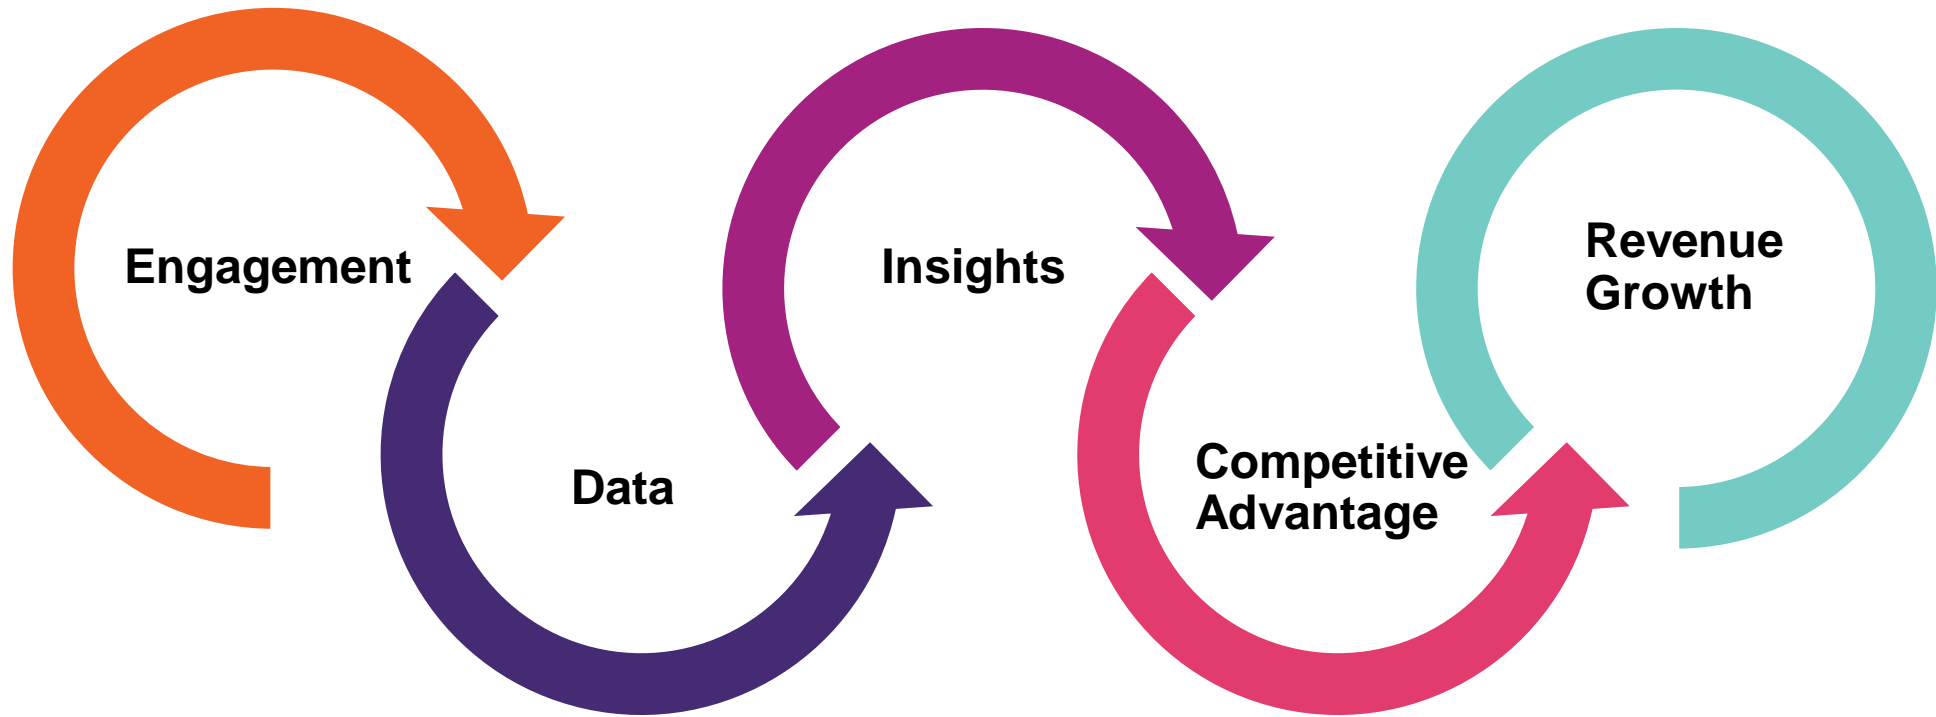 Engagement
Data
Insights
Competitive
Advantage
Revenue
Growth